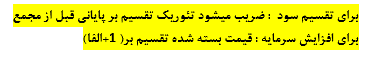 برای تقسیم سود : ضریب میشود تئوریک تقسیم بر پایانی قبل از مجمع
برای افزایش سرمایه : قیمت بسته شده تقسیم بر( 1+الفا)